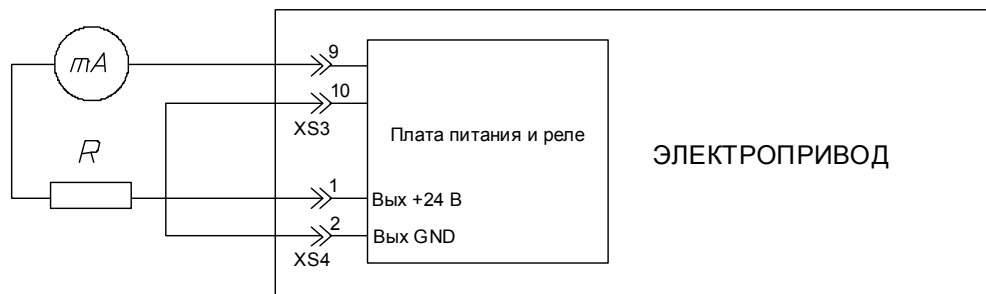 9
mA
10
XS3
Плата питания и реле
R
ЭЛЕКТРОПРИВОД
1
Вых +24 В
2
Вых GND
XS4